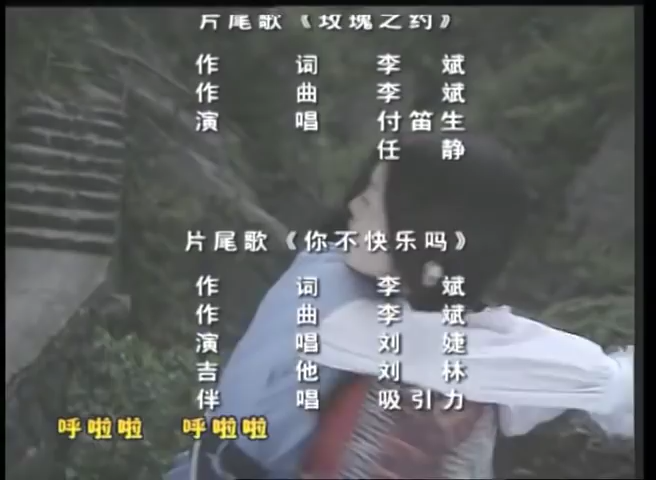 片尾歌《玫瑰之约》
作词 李斌
作曲 李斌
演唱 付笛生
任静
片尾歌《你不快乐吗》
作词 李斌
作曲 李斌
演唱 刘婕
吉他 刘林
伴唱 吸引力
呼啦啦 呼啦啦